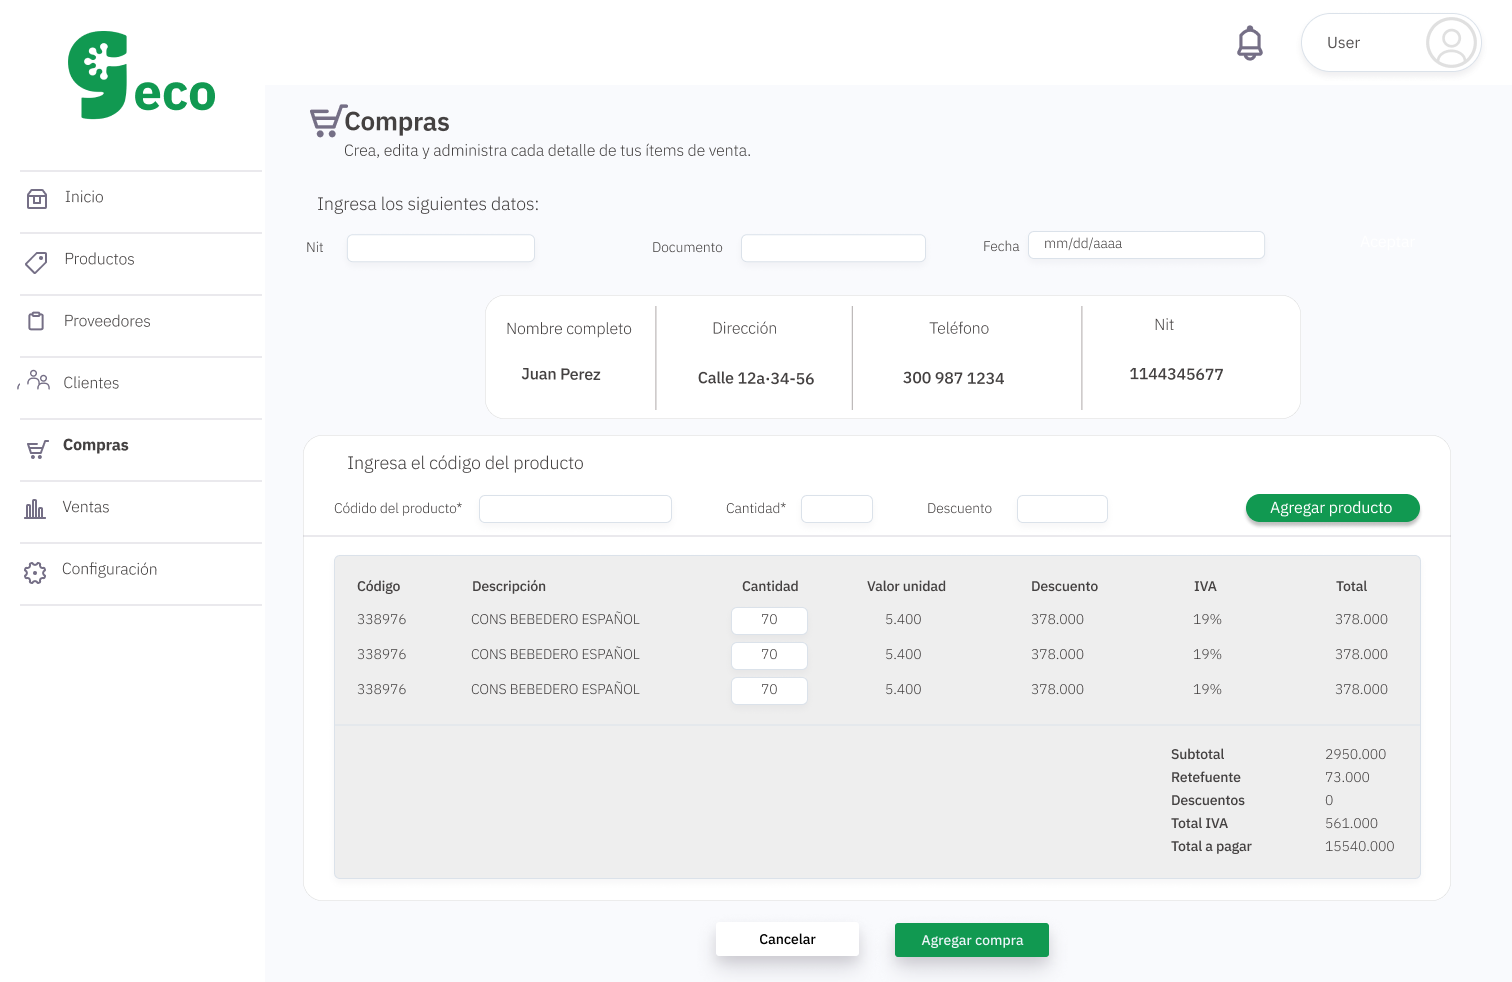 eco
User
Inicio
Productos
Proveedores
Clientes
Compras
Ventas
Configuración
Compras
Crea, edita y administra cada detalle de tus ítems de venta.
Ingresa los siguientes datos:
Nit
Documento
Fecha mm/dd/aaaa
Aceptar
Nombre completo Dirección Teléfono Nit
Juan Perez Calle 12a·34-56 300 987 1234 1144345677
Ingresa el código del producto
Códido del producto* Cantidad* Descuento Agregar producto
Código Descripción Cantidad Valor unidad Descuento IVA Total
338976 CONS BEBEDERO ESPAÑOL 70 5.400 378.000 19% 378.000
338976 CONS BEBEDERO ESPAÑOL 70 5.400 378.000 19% 378.000
338976 CONS BEBEDERO ESPAÑOL 70 5.400 378.000 19% 378.000
Subtotal 2950.000
Retefuente 73.000
Descuentos 0
Total IVA 561.000
Total a pagar 15540.000
Cancelar Agregar compra